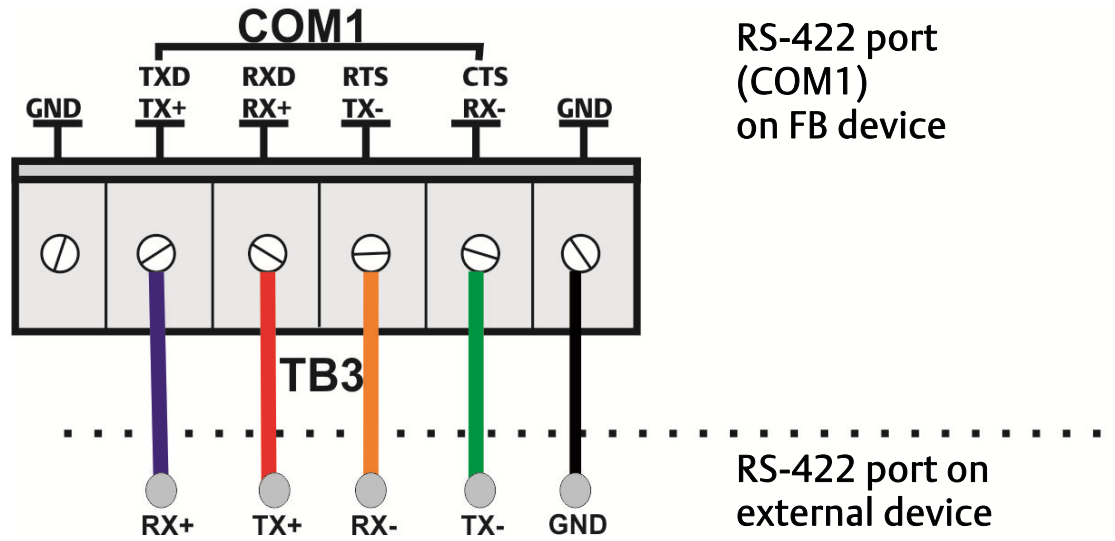 COM1
TXD RXD RTS CTS
GND TX+ RX+ TX- RX- GND
RS-422 port
(COM1)
on FB device
TB3
RX+ TX+ RX- TX- GND
RS-422 port on
external device